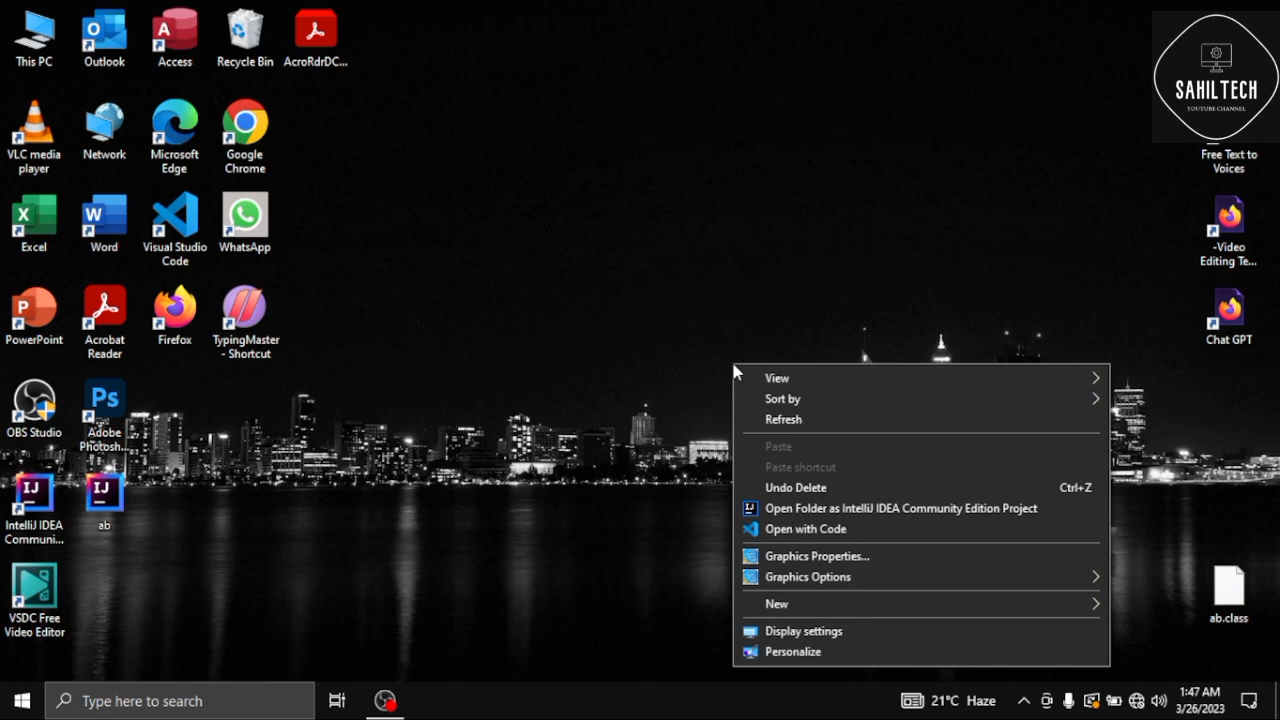 This PC
Outlook
Access
Recycle Bin
AcroRdrDC...
VLC media
player
Network
Microsoft
Edge
Google
Chrome
Excel
Word
Visual Studio
Code
WhatsApp
PowerPoint
Acrobat
Reader
Firefox
TypingMaster
- Shortcut
OBS Studio
Adobe
Photosh...
IntelliJ IDEA
Communi...
ab
VSDC Free
Video Editor
SAHILTECH
YOUTUBE CHANNEL
Free Text to
Voices
-Video
Editing Te...
Chat GPT
ab.class
View
Sort by
Refresh
Paste
Paste shortcut
Undo Delete Ctrl+Z
Open Folder as IntelliJ IDEA Community Edition Project
Open with Code
Graphics Properties...
Graphics Options
New
Display settings
Personalize
Type here to search
21°C Haze
1:47 AM
3/26/2023